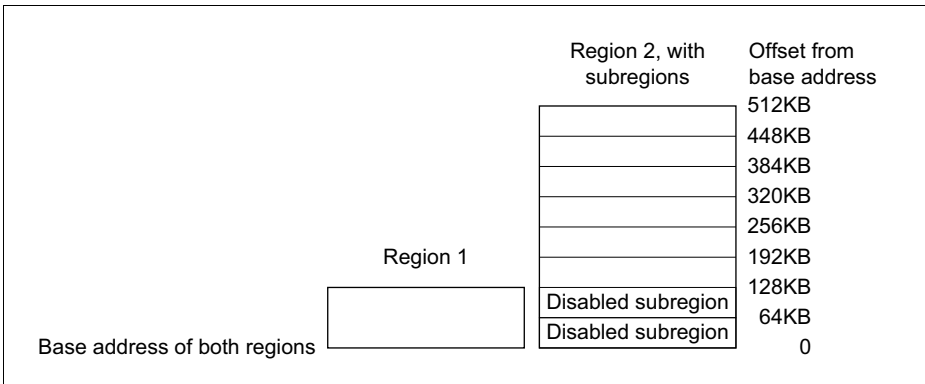 Region 2, with
subregions
Offset from
base address
512KB
448KB
384KB
320KB
256KB
192KB
Region 1
128KB
Disabled subregion
64KB
Disabled subregion
Base address of both regions
0